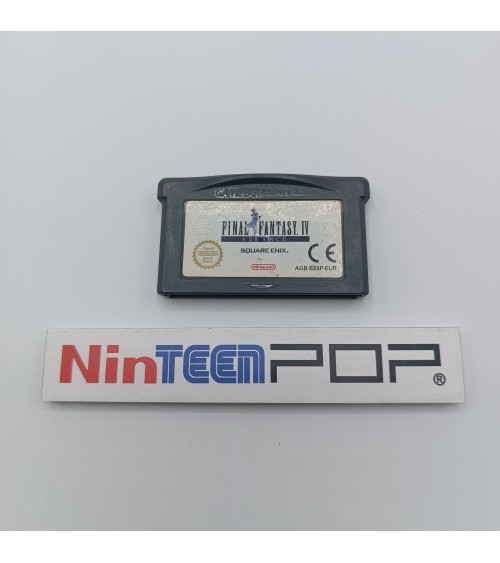 GAME BOY ADVANCE
FINAL FANTASY IV
ADVANCE
SQUARE ENIX.
Nintendo
CE
AGB-BZ4P-EUR
NinTEENPOP®